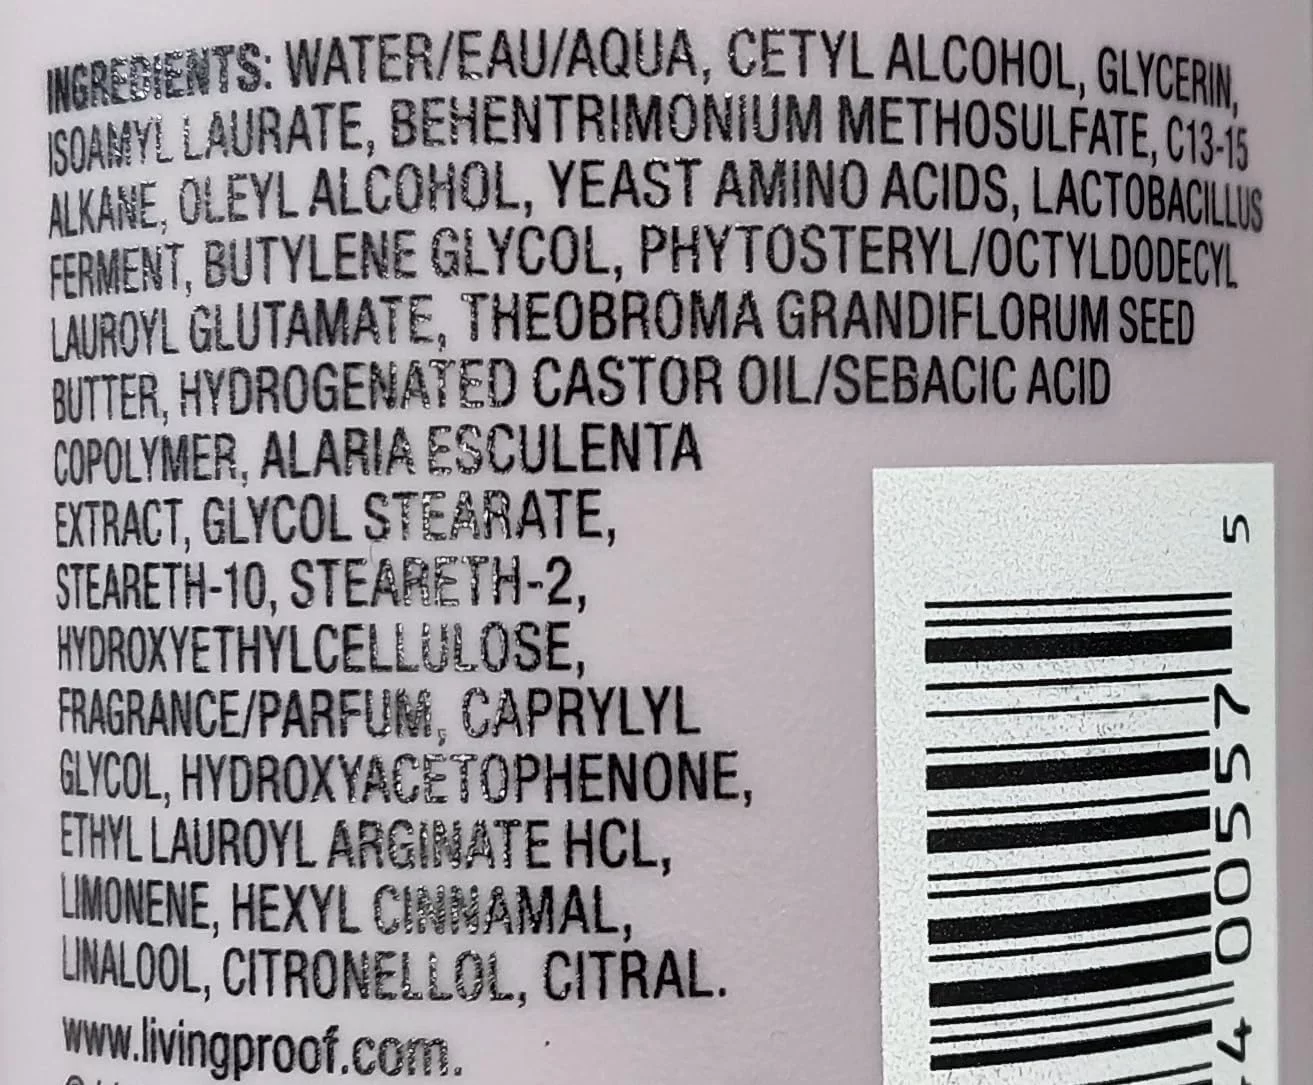 INGREDIENTS: WATER/EAU/AQUA, CETYL ALCOHOL, GLYCERIN,
ISOAMYL LAURATE, BEHENTRIMONIUM METHOSULFATE, C13-15
ALKANE, OLEYL ALCOHOL, YEAST AMINO ACIDS, LACTOBACILLUS
FERMENT, BUTYLENE GLYCOL, PHYTOSTERYL/OCTYLDODECYL
LAUROYL GLUTAMATE, THEOBROMA GRANDIFLORUM SEED
BUTTER, HYDROGENATED CASTOR OIL/SEBACIC ACID
COPOLYMER, ALARIA ESCULENTA
EXTRACT, GLYCOL STEARATE,
STEARETH-10, STEARETH-2,
HYDROXYETHYLCELLULOSE,
FRAGRANCE/PARFUM, CAPRYLYL
GLYCOL, HYDROXYACETOPHENONE,
ETHYL LAUROYL ARGINATE HCL,
LIMONENE, HEXYL CINNAMAL,
LINALOOL, CITRONELLOL, CITRAL.
www.livingproof.com.
400557 5